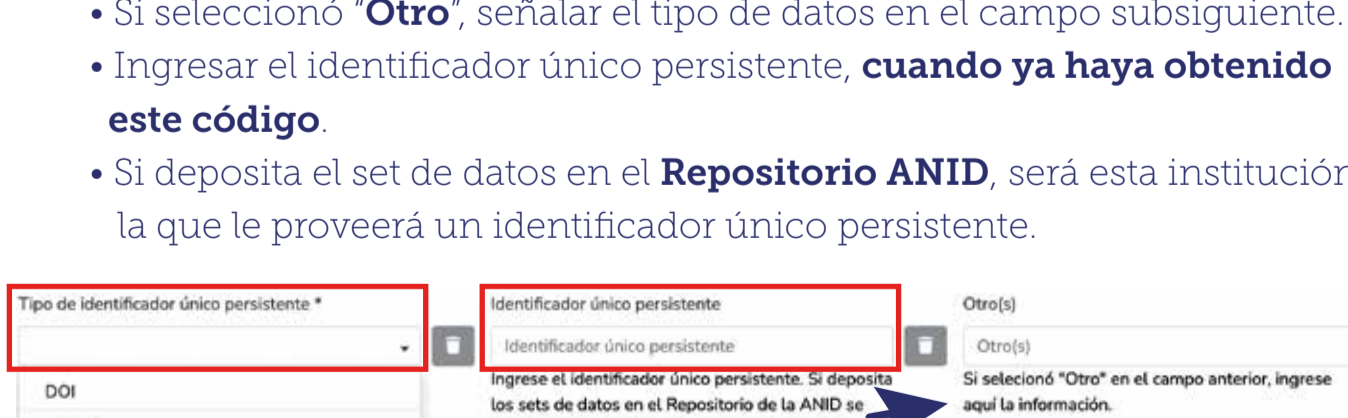 • Si seleccionó "Otro", señalar el tipo de datos en el campo subsiguiente.
• Ingresar el identificador único persistente, cuando ya haya obtenido
este código.
• Si deposita el set de datos en el Repositorio ANID, será esta institución
la que le proveerá un identificador único persistente.
Tipo de identificador único persistente *
Identificador único persistente
Otro(s)
Identificador único persistente
Otro(s)
DOI
Ingrese el identificador único persistente. Si deposita
los sets de datos en el Repositorio de la ANID se
Si selecionó "Otro" en el campo anterior, ingrese
aquí la información.